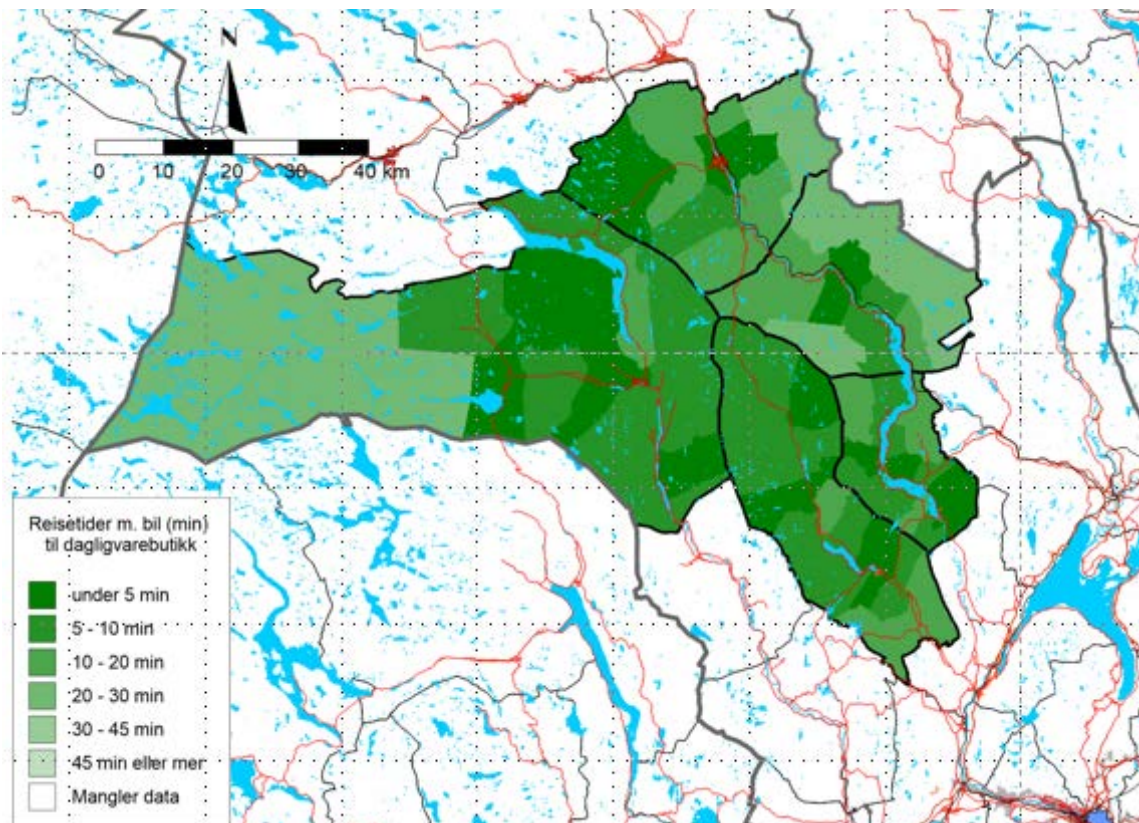 N
0 10 20 30 40 km
Reisetider m. bil (min)
til dagligvarebutikk
under 5 min
5 - 10 min
10 - 20 min
20 - 30 min
30 - 45 min
45 min eller mer
Mangler data